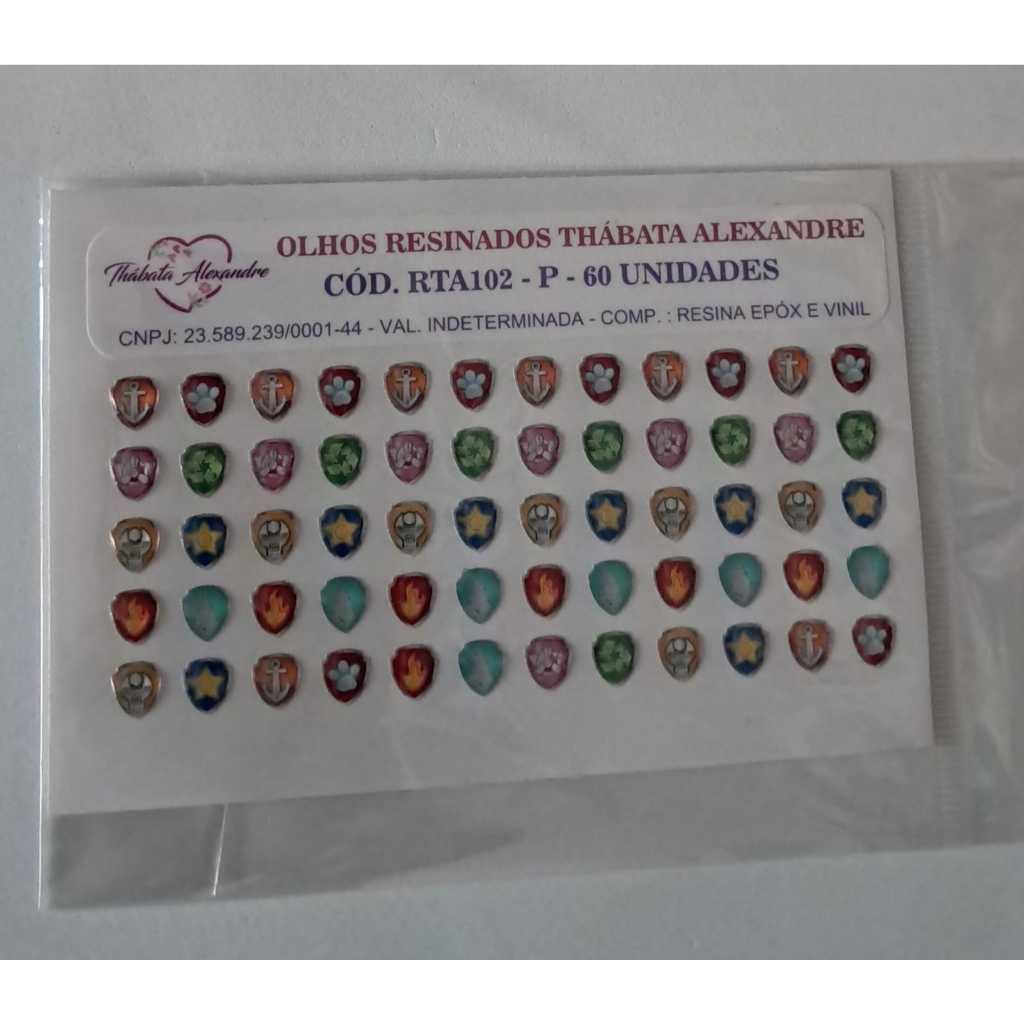 Thábata Alexandre
OLHOS RESINADOS THÁBATA ALEXANDRE
CÓD. RTA102 - P - 60 UNIDADES
CNPJ: 23.589.239/0001-44 - VAL. INDETERMINADA - COMP. : RESINA EPÓX E VINIL